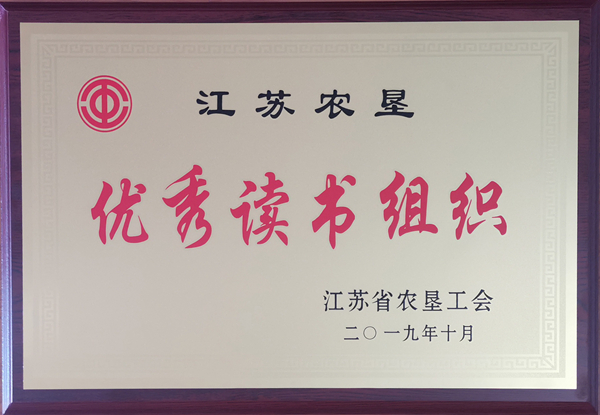 江苏农垦
优秀读书组织
江苏省农垦工会
二〇一九年十月